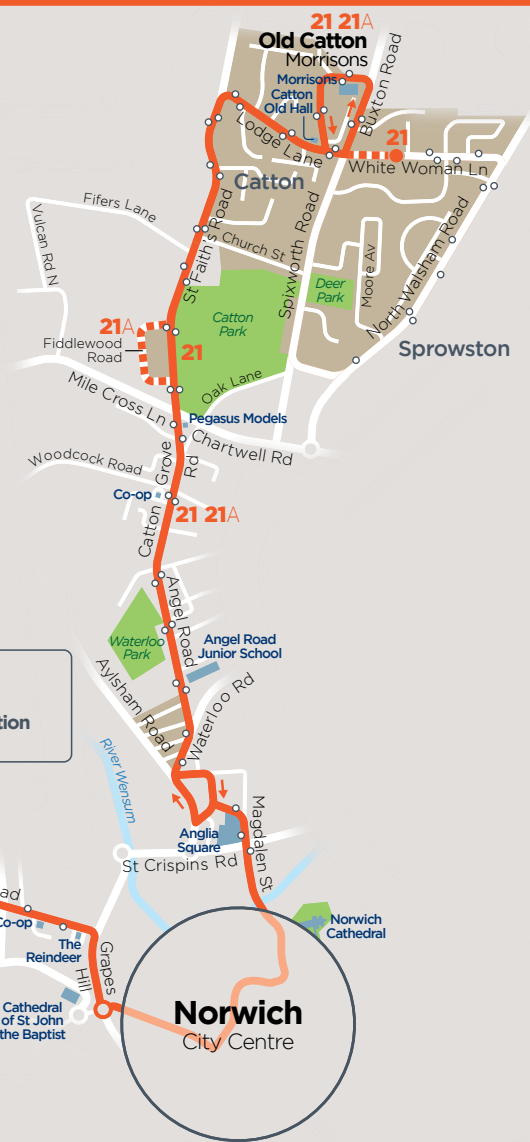 21 21A
Old Catton
Morrisons
Morrisons
Catton
Old Hall
Buxton Road
21
Lodge Lane
White Woman Ln
Catton
Fifers Lane
Vulcan Rd N
St Faith's Road
Church St
Spixworth Road
Moore Av
North Walsham Road
Deer
Park
Catton
Park
21A
Fiddlewood
Road
21
Sprowston
Oak Lane
Mile Cross Ln
Pegasus Models
Chartwell Rd
Woodcock Road
Catton Grove
Rd
Co-op
21 21A
Angel Road
Waterloo
Park
Angel Road
Junior School
Aylsham Road
Waterloo Rd
tion
River Wensum
Magdalen St
Anglia
Square
St Crispins Rd
ad
Co-op
The
Reindeer
Grapes
Hill
Norwich
Cathedral
Cathedral
of St John
the Baptist
Norwich
City Centre